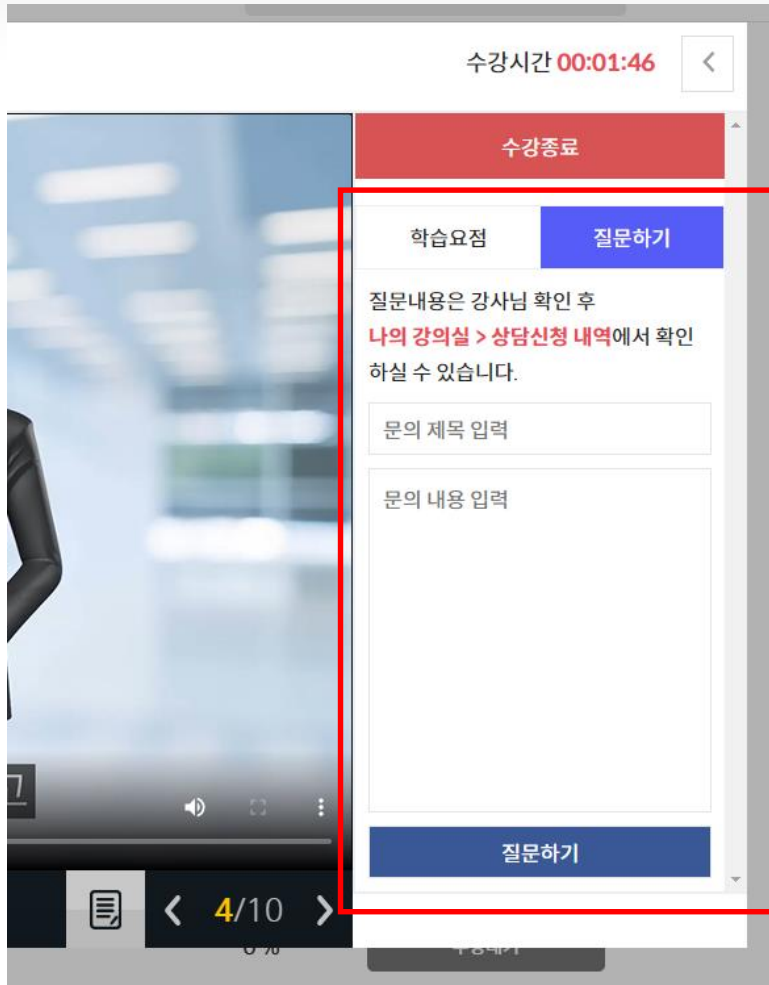 수강시간 00:01:46
수강종료
학습요점 질문하기
질문내용은 강사님 확인 후
나의 강의실 > 상담신청 내역에서 확인
하실 수 있습니다.
문의 제목 입력
문의 내용 입력
질문하기
4/10